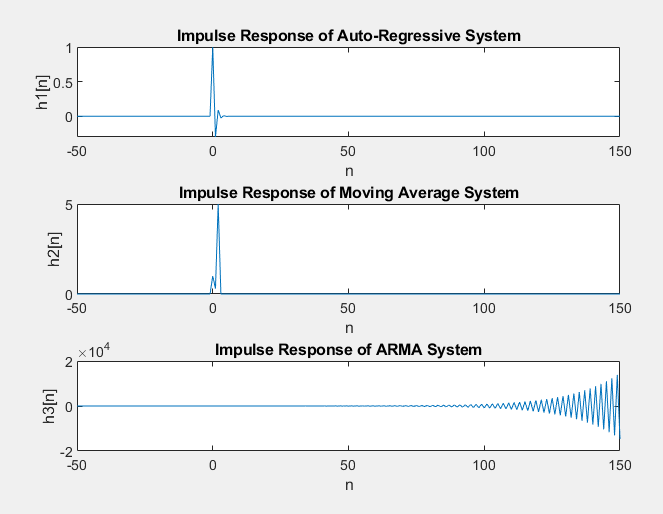 Impulse Response of Auto-Regressive System
1
0.5
0
h1[n]
-50 0 50 100 150
n
Impulse Response of Moving Average System
5
0
h2[n]
-50 0 50 100 150
n
Impulse Response of ARMA System
×10^4
2
0
-2
h3[n]
-50 0 50 100 150
n